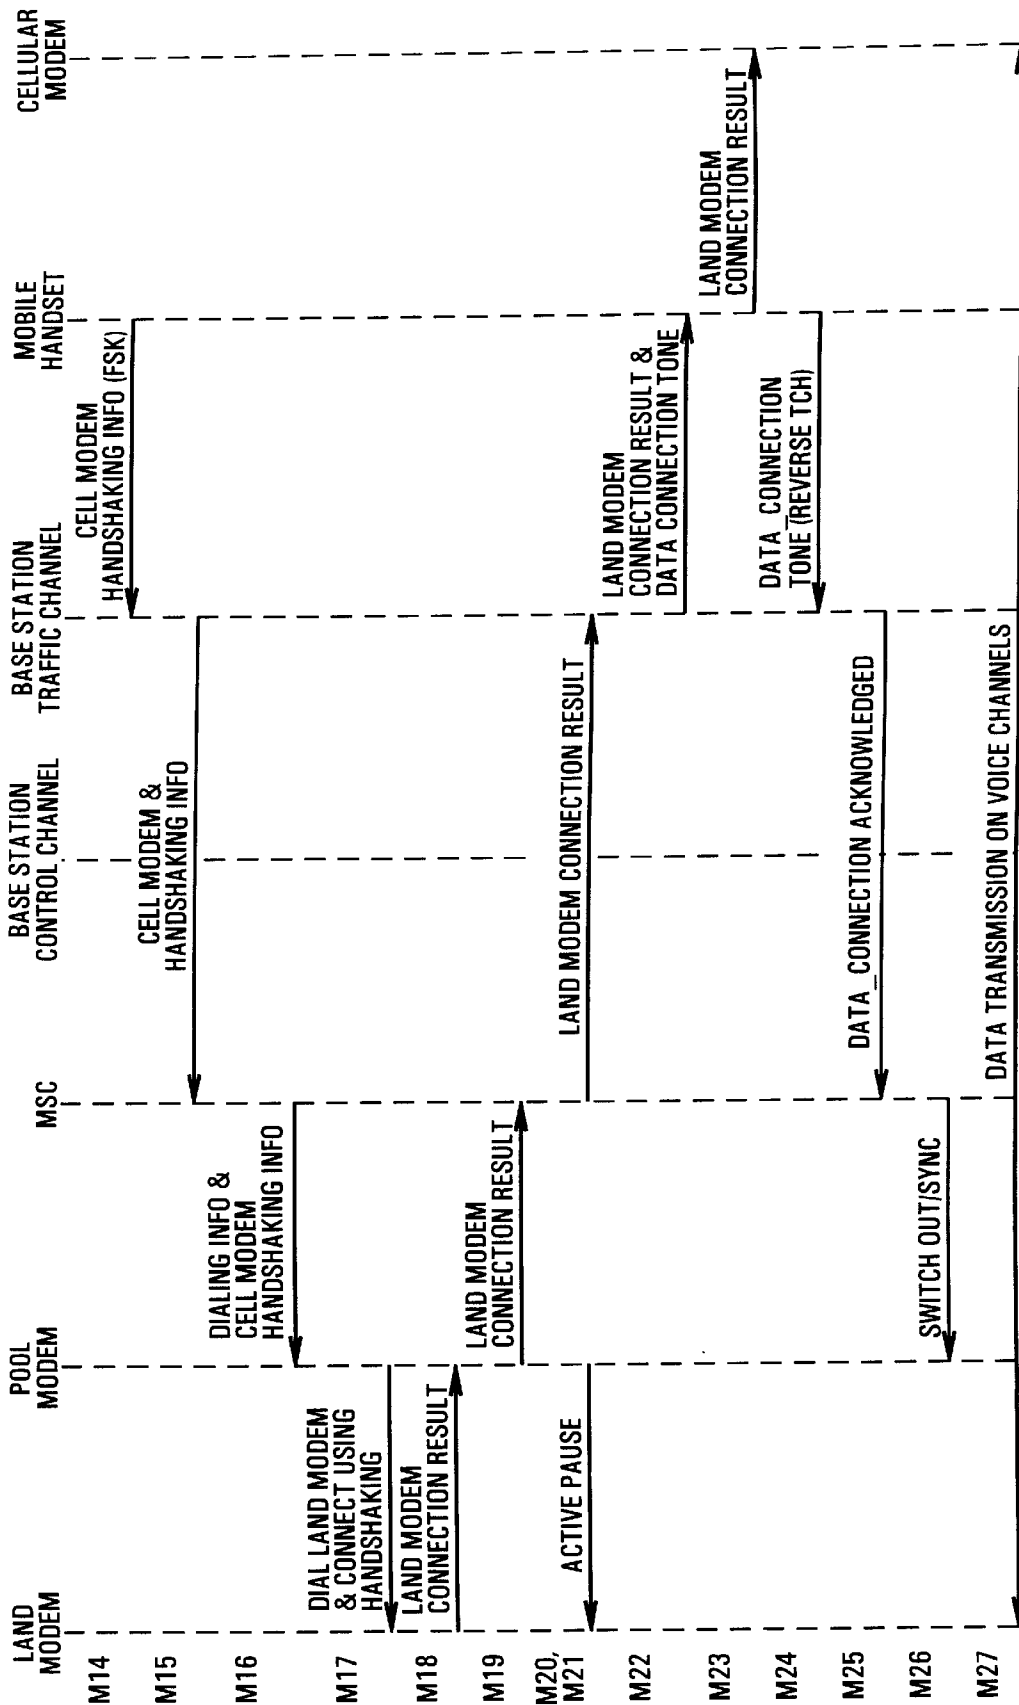 LAND
MODEM
POOL
MODEM
MSC
BASE STATION
CONTROL CHANNEL
BASE STATION
TRAFFIC CHANNEL
MOBILE
HANDSET
CELLULAR
MODEM
M14
CELL MODEM
HANDSHAKING INFO (FSK)
M15
CELL MODEM &
HANDSHAKING INFO
M16
DIALING INFO &
CELL MODEM
HANDSHAKING INFO
M17
DIAL LAND MODEM
& CONNECT USING
HANDSHAKING
M18
LAND MODEM
CONNECTION RESULT
M19
LAND MODEM
CONNECTION RESULT
M20,
M21
ACTIVE PAUSE
LAND MODEM CONNECTION RESULT
M22
LAND MODEM
CONNECTION RESULT &
DATA CONNECTION TONE
M23
LAND MODEM
CONNECTION RESULT
M24
DATA_CONNECTION
TONE (REVERSE TCH)
M25
DATA_CONNECTION ACKNOWLEDGED
M26
SWITCH OUT/SYNC
M27
DATA TRANSMISSION ON VOICE CHANNELS